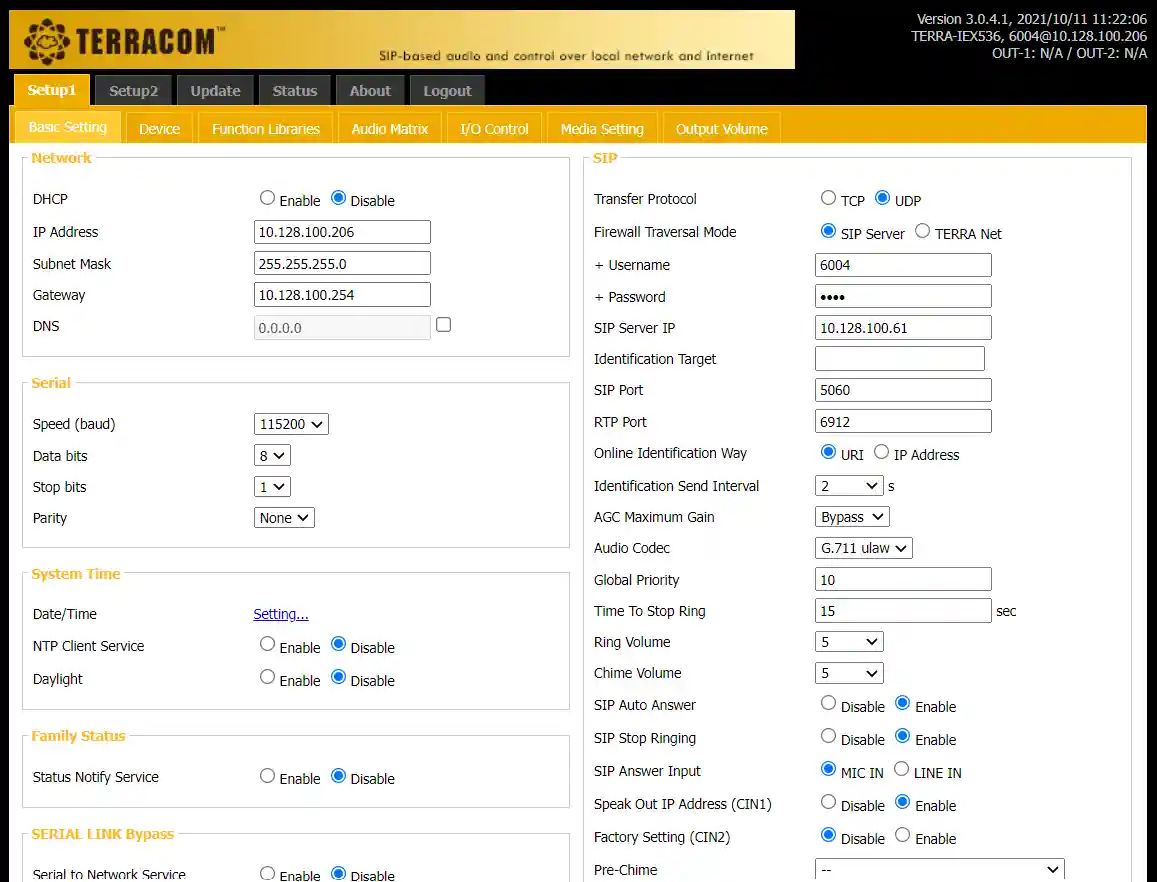 TERRACOM™
SIP-based audio and control over local network and internet
Version 3.0.4.1, 2021/10/11 11:22:06
TERRA-IEX536, 6004@10.128.100.206
OUT-1: N/A / OUT-2: N/A
Setup1 Setup2 Update Status About Logout
Basic Setting Device Function Libraries Audio Matrix I/O Control Media Setting Output Volume
Network
DHCP Enable Disable
IP Address 10.128.100.206
Subnet Mask 255.255.255.0
Gateway 10.128.100.254
DNS 0.0.0.0
Serial
Speed (baud) 115200
Data bits 8
Stop bits 1
Parity None
System Time
Date/Time Setting...
NTP Client Service Enable Disable
Daylight Enable Disable
Family Status
Status Notify Service Enable Disable
SERIAL LINK Bypass
Serial to Network Service Enable Disable
SIP
Transfer Protocol TCP UDP
Firewall Traversal Mode SIP Server TERRA Net
+ Username 6004
+ Password ••••
SIP Server IP 10.128.100.61
Identification Target
SIP Port 5060
RTP Port 6912
Online Identification Way URI IP Address
Identification Send Interval 2 s
AGC Maximum Gain Bypass
Audio Codec G.711 ulaw
Global Priority 10
Time To Stop Ring 15 sec
Ring Volume 5
Chime Volume 5
SIP Auto Answer Disable Enable
SIP Stop Ringing Disable Enable
SIP Answer Input MIC IN LINE IN
Speak Out IP Address (CIN1) Disable Enable
Factory Setting (CIN2) Disable Enable
Pre-Chime --